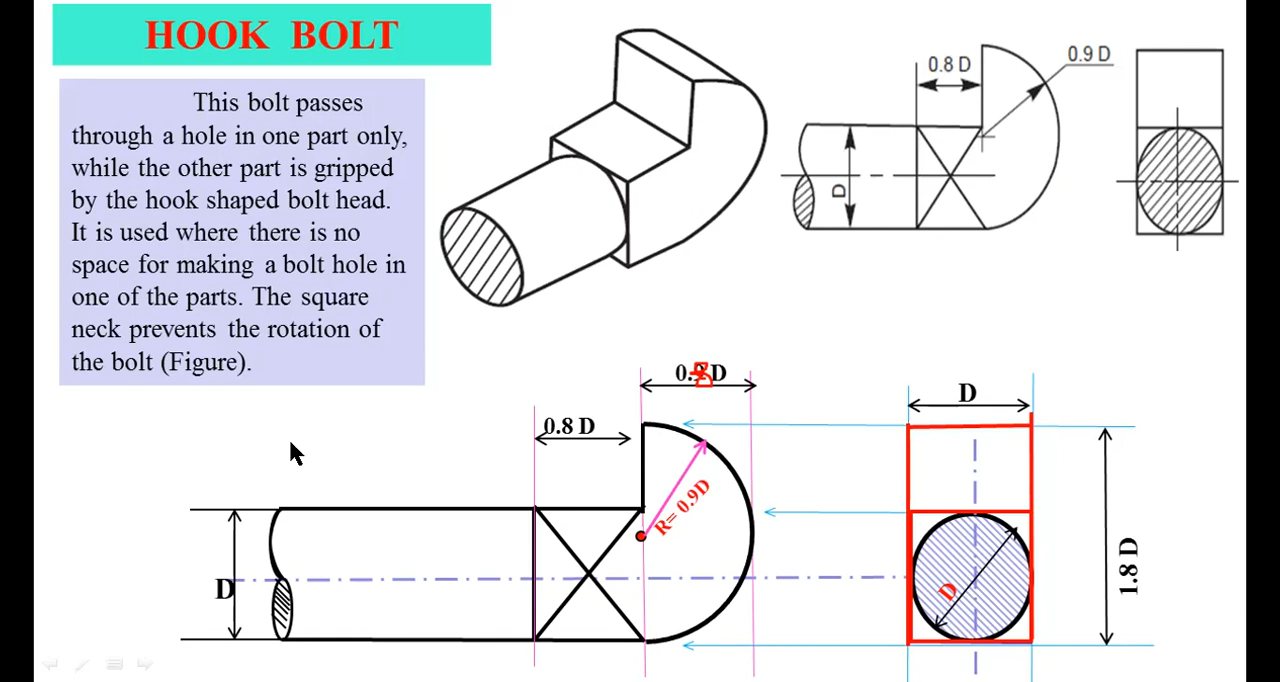 HOOK BOLT
This bolt passes
through a hole in one part only,
while the other part is gripped
by the hook shaped bolt head.
It is used where there is no
space for making a bolt hole in
one of the parts. The square
neck prevents the rotation of
the bolt (Figure).
0.8 D
0.9 D
D
0.8 D
R= 0.9D
D
D
D
1.8 D